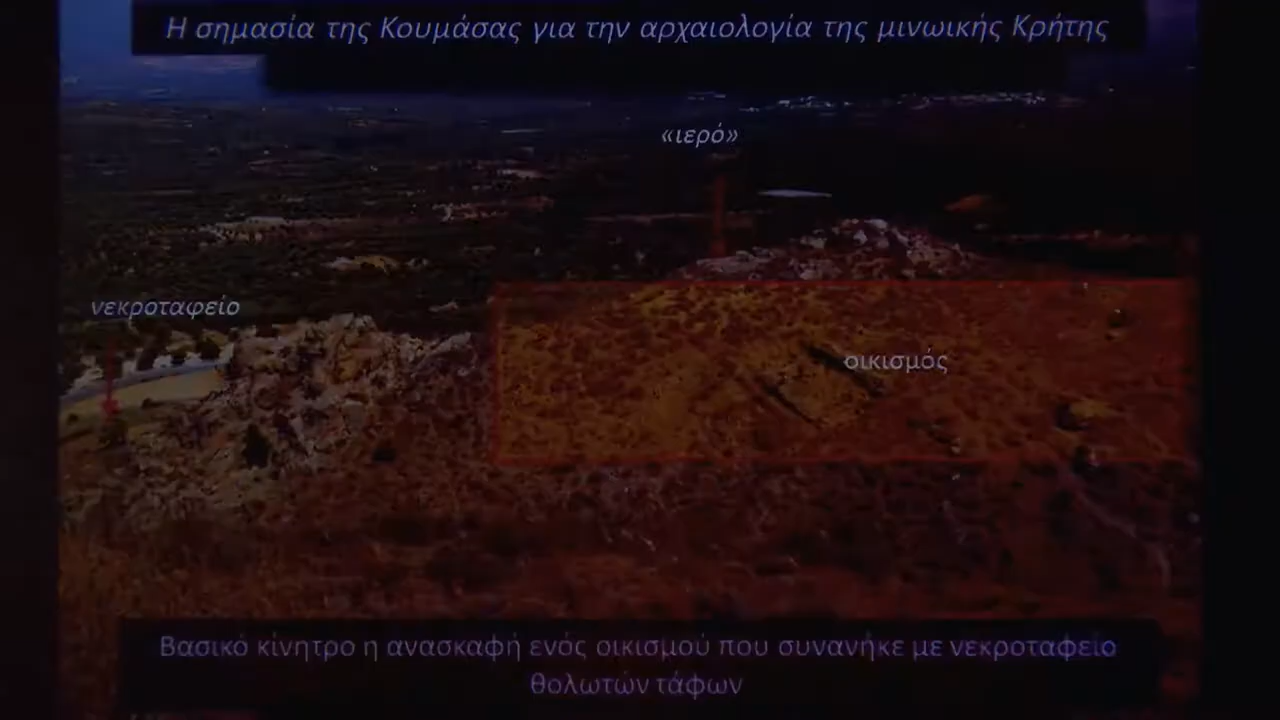 Η σημασία της Κουμάσας για την αρχαιολογία της μινωικής Κρήτης
«ιερό»
νεκροταφείο
οικισμός
Βασικό κίνητρο η ανασκαφή ενός οικισμού που συνανήκε με νεκροταφείο
θολωτών τάφων